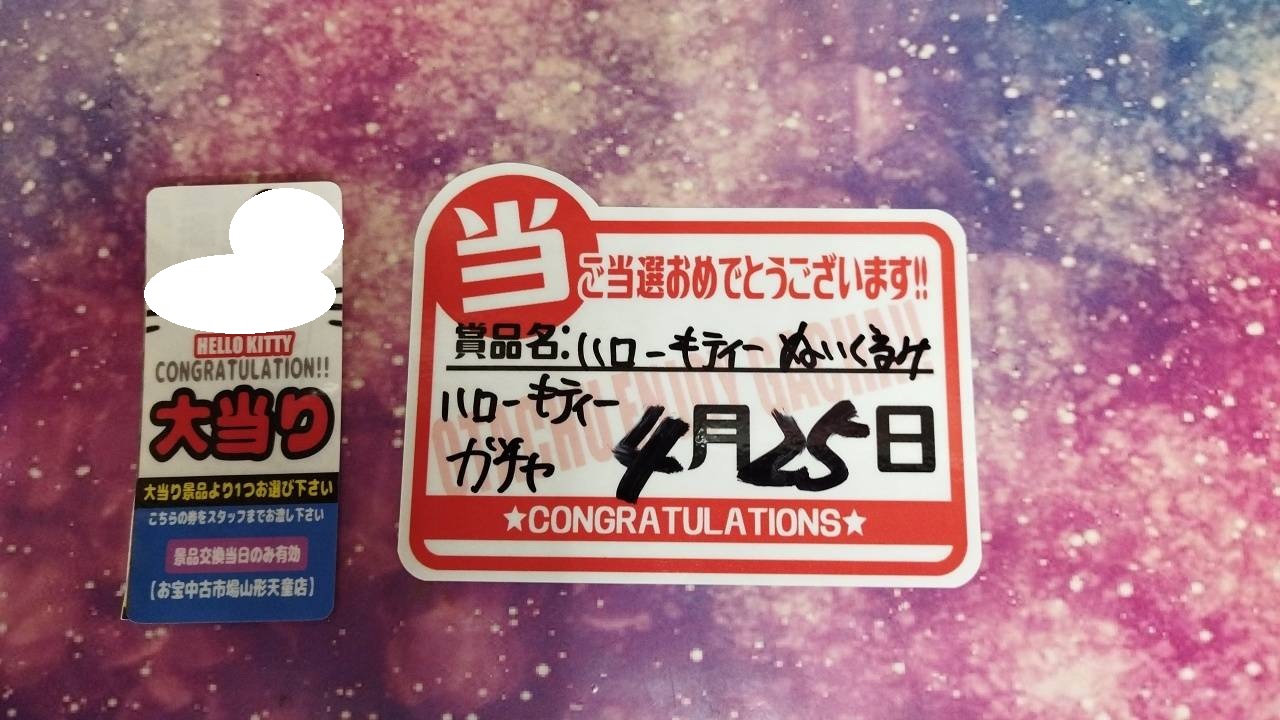 HELLO KITTY
CONGRATULATION!!
大当り
大当り景品より1つお選び下さい
こちらの券をスタッフまでお渡し下さい
景品交換当日のみ有効
【お宝中古市場山形天童店】
当
ご当選おめでとうございます!!
賞品名:ハローキティー ぬいぐるみ
ハローキティー
ガチャ
4月25日
★CONGRATULATIONS★